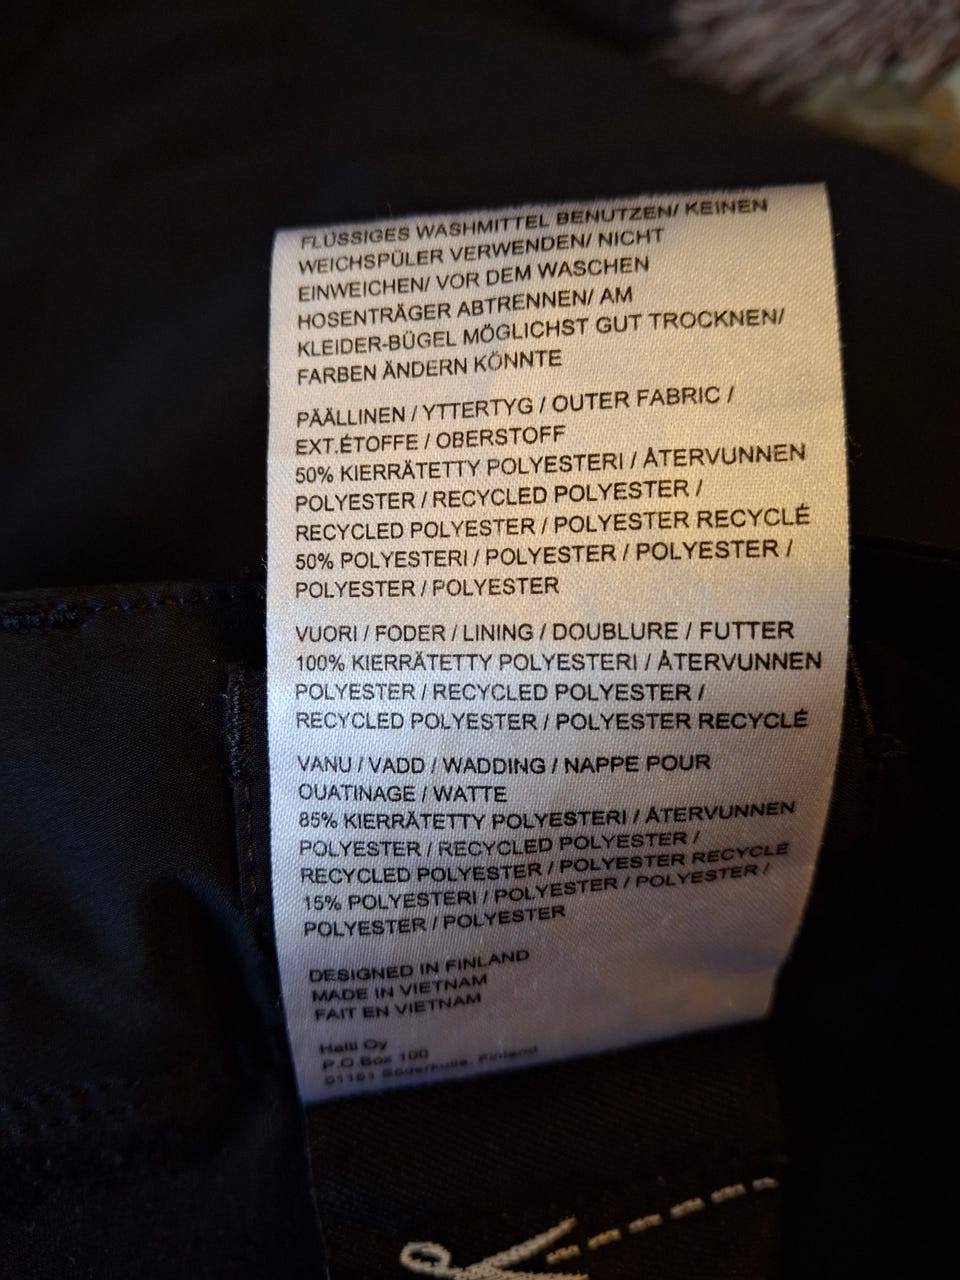 FLÜSSIGES WASHMITTEL BENUTZEN/ KEINEN
WEICHSPÜLER VERWENDEN/ NICHT
EINWEICHEN/ VOR DEM WASCHEN
HOSENTRÄGER ABTRENNEN/ AM
KLEIDER-BÜGEL MÖGLICHST GUT TROCKNEN/
FARBEN ÄNDERN KÖNNTE
PÄÄLLINEN / YTTERTYG / OUTER FABRIC /
EXT.ÉTOFFE / OBERSTOFF
50% KIERRÄTETTY POLYESTERI / ÅTERVUNNEN
POLYESTER / RECYCLED POLYESTER /
RECYCLED POLYESTER / POLYESTER RECYCLÉ
50% POLYESTERI / POLYESTER / POLYESTER /
POLYESTER / POLYESTER
VUORI / FODER / LINING / DOUBLURE / FUTTER
100% KIERRÄTETTY POLYESTERI / ÅTERVUNNEN
POLYESTER / RECYCLED POLYESTER /
RECYCLED POLYESTER / POLYESTER RECYCLÉ
VANU / VADD / WADDING / NAPPE POUR
OUATINAGE / WATTE
85% KIERRÄTETTY POLYESTERI / ÅTERVUNNEN
POLYESTER / RECYCLED POLYESTER /
RECYCLED POLYESTER / POLYESTER RECYCLÉ
15% POLYESTERI / POLYESTER / POLYESTER /
POLYESTER / POLYESTER
DESIGNED IN FINLAND
MADE IN VIETNAM
FAIT EN VIETNAM
Halti Oy
P.O.Box 100
01151 Söderkulla, Finland